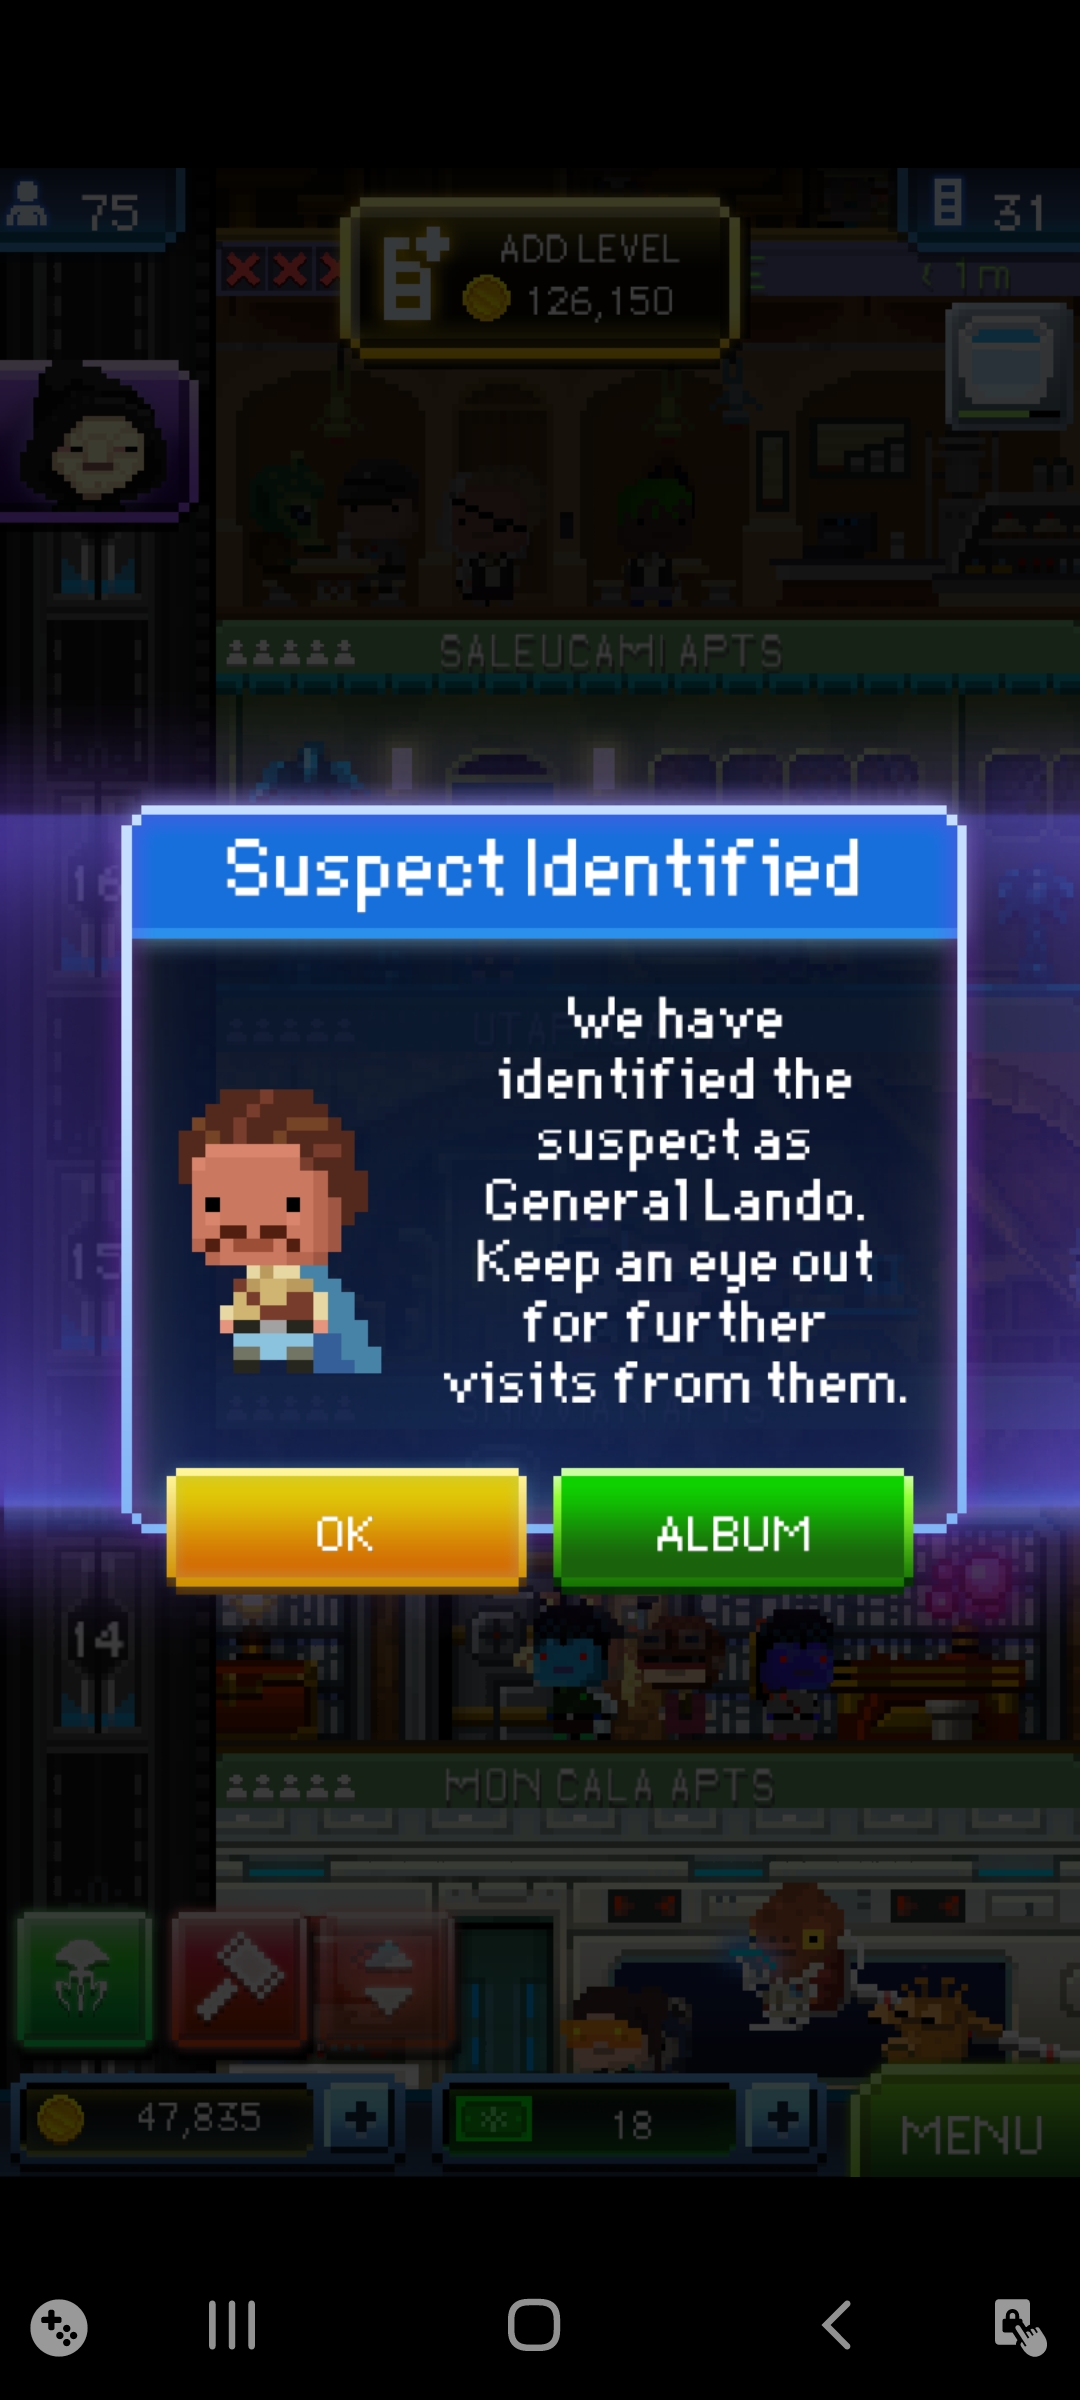 75
ADD LEVEL
126,150
31
< 1m
SALEUCAMI APTS
16
Suspect Identified
We have
identified the
suspect as
General Lando.
Keep an eye out
for further
visits from them.
15
OK
ALBUM
14
MON CALA APTS
47,835
18
MENU